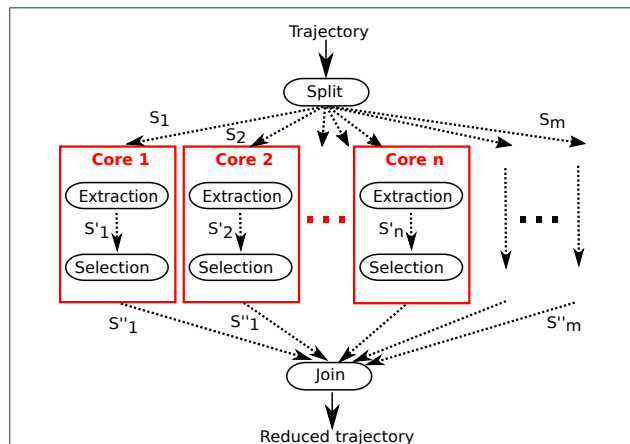 Trajectory
Split
S1
S2
Sm
Core 1
Core 2
Core n
Extraction
Extraction
Extraction
S'1
S'2
S'n
Selection
Selection
Selection
S''1
S''1
S''m
Join
Reduced trajectory